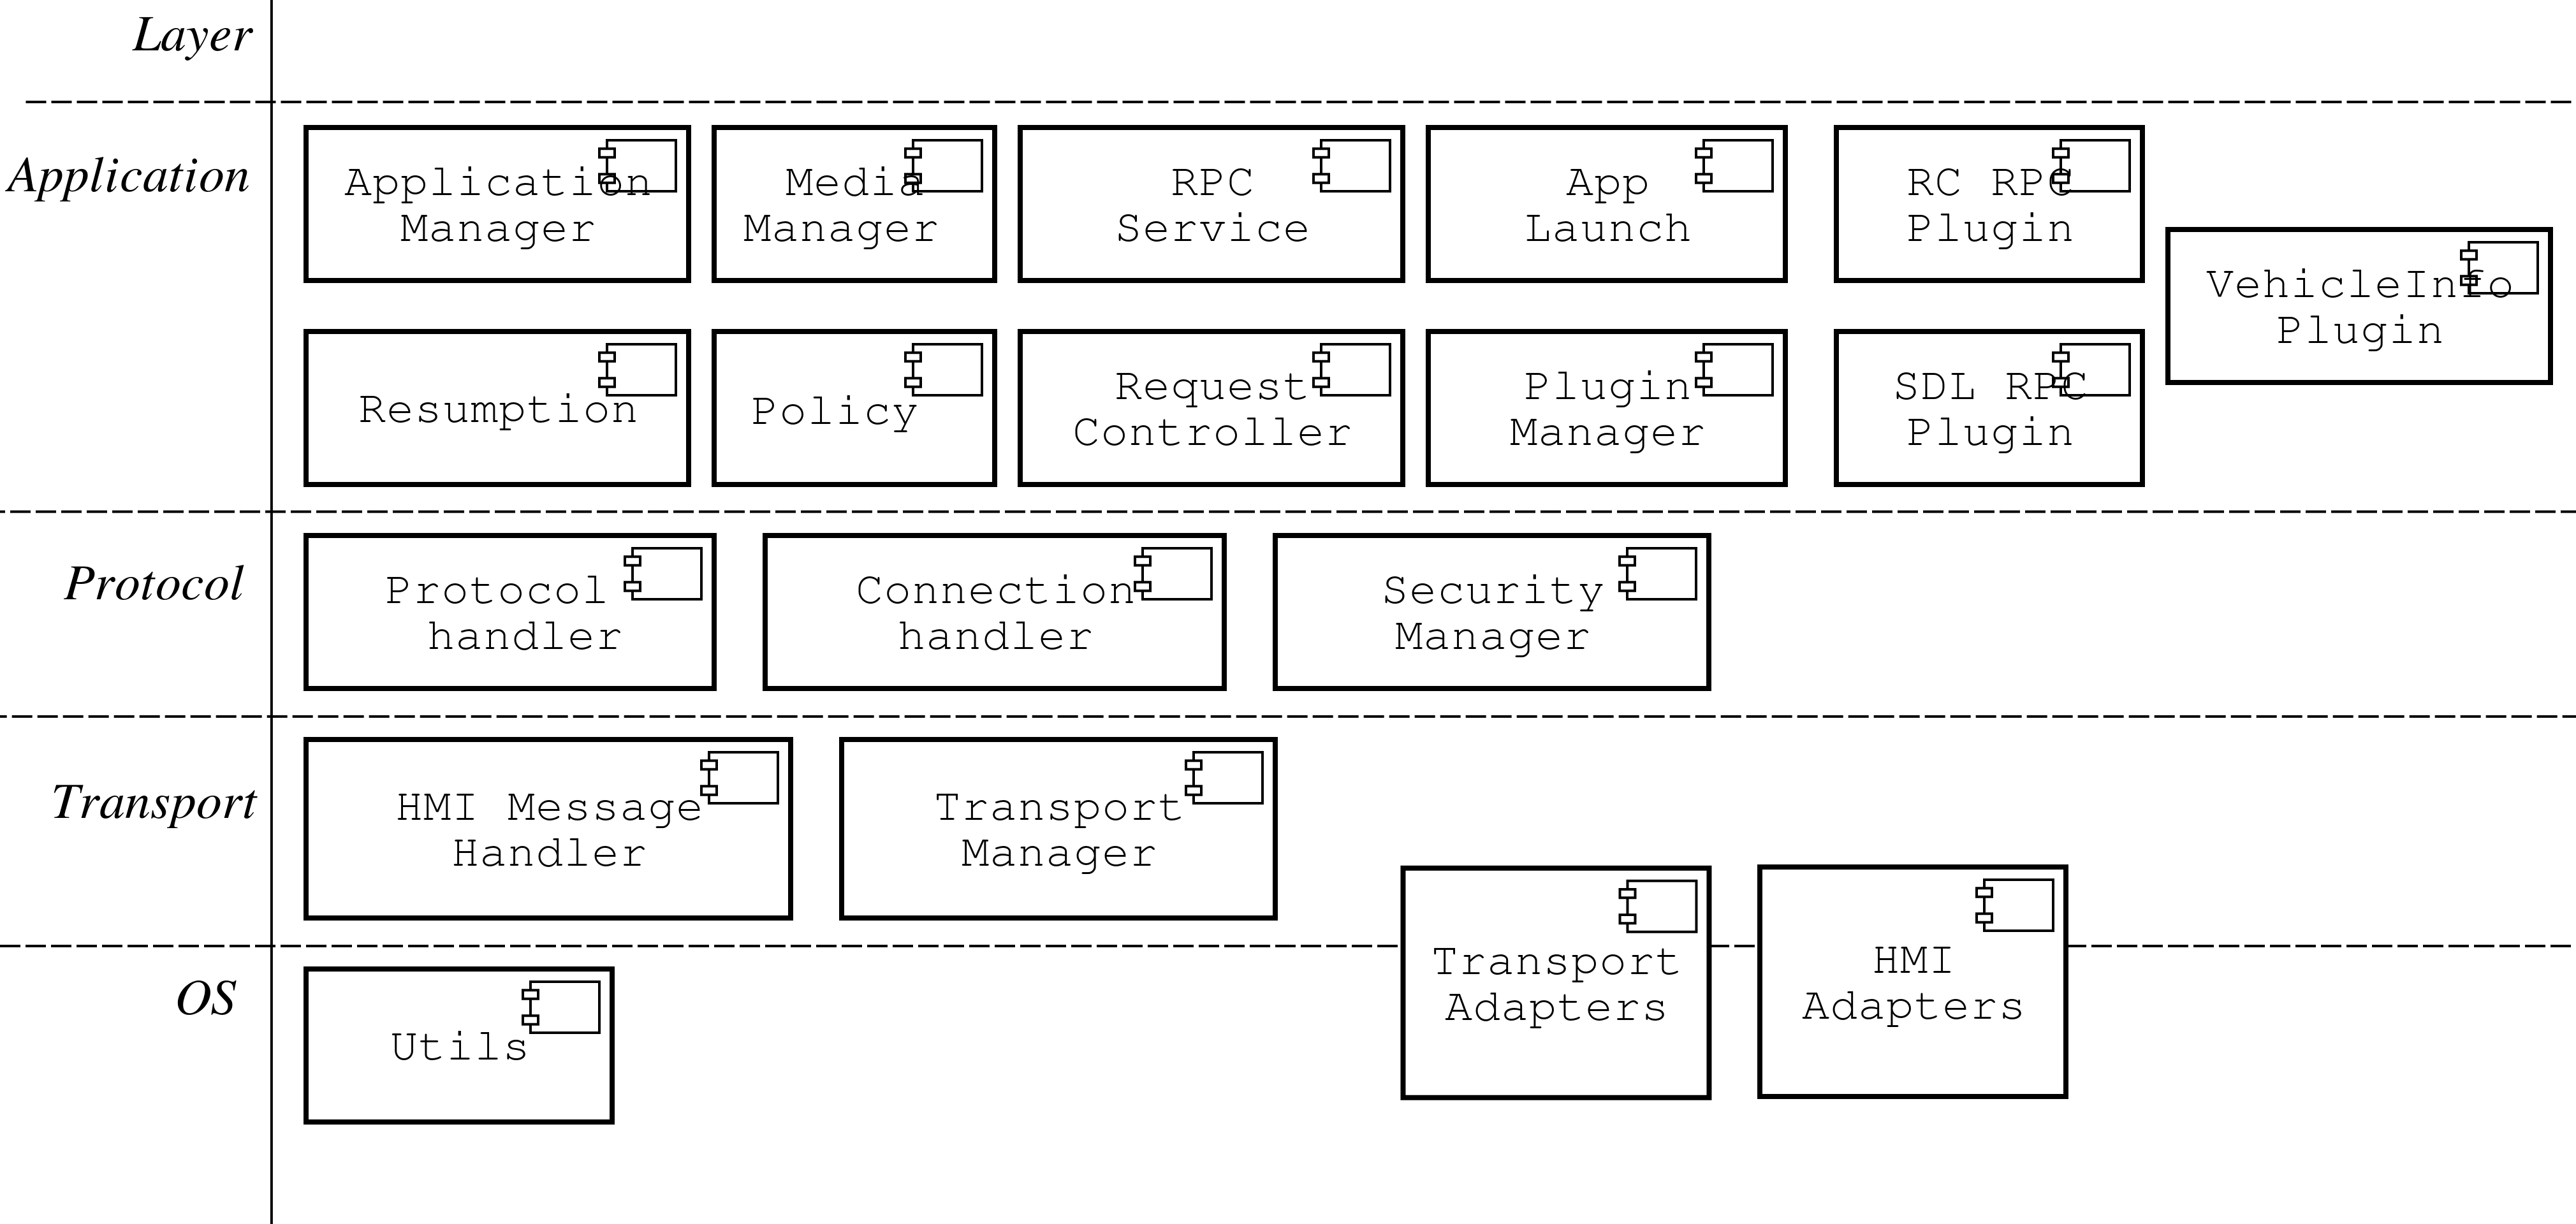 Layer
Application
Application
Manager
Media
Manager
RPC
Service
App
Launch
RC RPC
Plugin
VehicleInfo
Plugin
Resumption
Policy
Request
Controller
Plugin
Manager
SDL RPC
Plugin
Protocol
Protocol
handler
Connection
handler
Security
Manager
Transport
HMI Message
Handler
Transport
Manager
Transport
Adapters
HMI
Adapters
OS
Utils